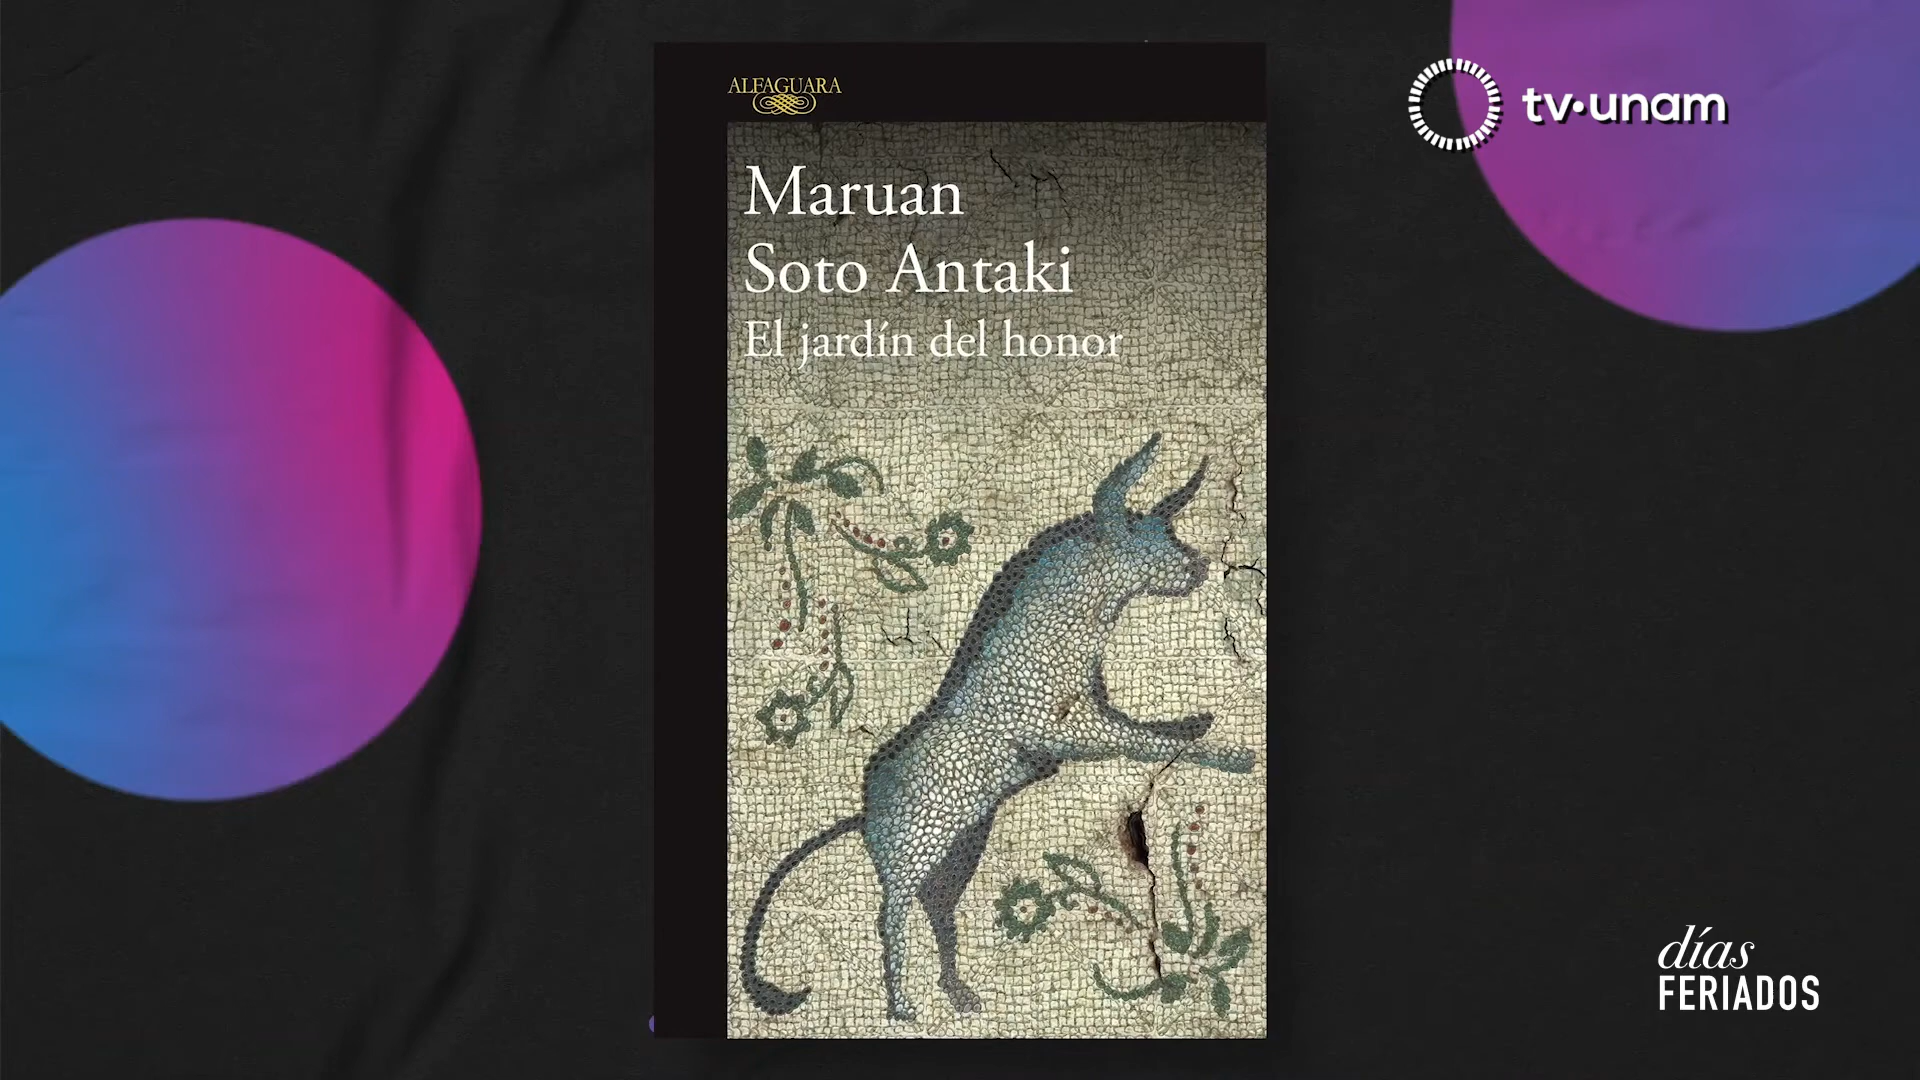 ALFAGUARA
Maruan
Soto Antaki
El jardín del honor
tv·unam
días
FERIADOS